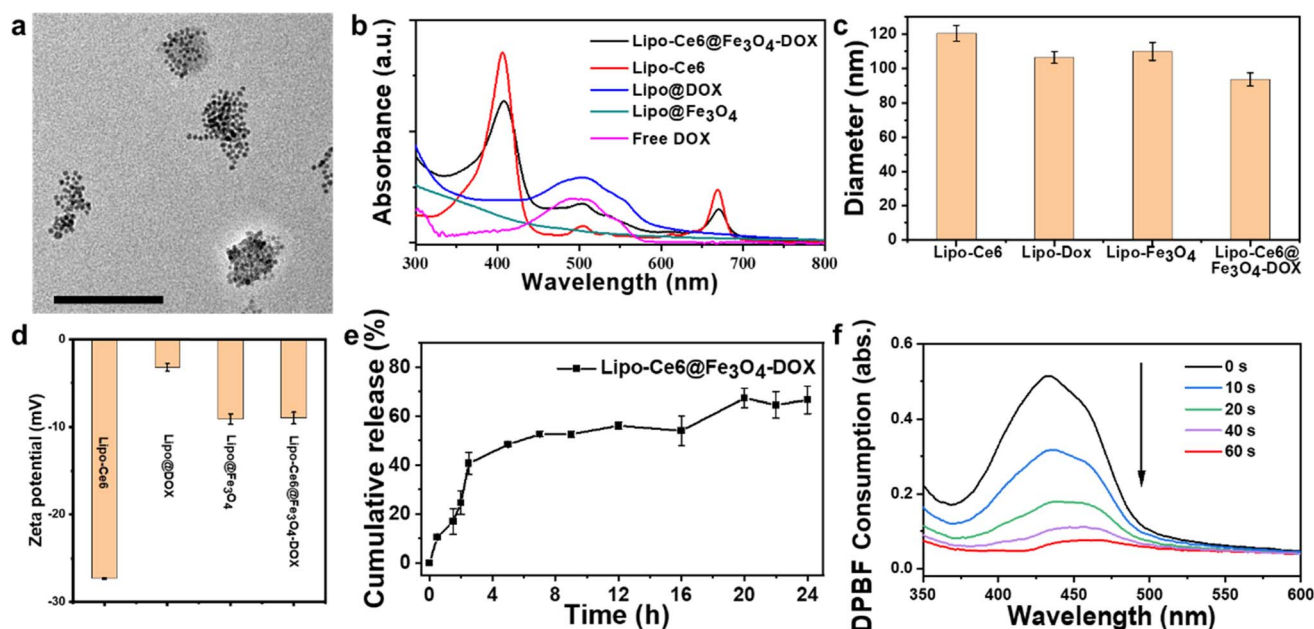 a
b
Absorbance (a.u.)
Lipo-Ce6@Fe₃O₄-DOX
Lipo-Ce6
Lipo@DOX
Lipo@Fe₃O₄
Free DOX
300 400 500 600 700 800
Wavelength (nm)
c
Diameter (nm)
120
100
80
60
40
20
0
Lipo-Ce6 Lipo-Dox Lipo-Fe₃O₄ Lipo-Ce6@
Fe₃O₄-DOX
d
Zeta potential (mV)
0
-10
-20
-30
Lipo-Ce6
Lipo@DOX
Lipo@Fe₃O₄
Lipo-Ce6@Fe₃O₄-DOX
e
Cumulative release (%)
80
60
40
20
0
Lipo-Ce6@Fe₃O₄-DOX
0 4 8 12 16 20 24
Time (h)
f
DPBF Consumption (abs.)
0.6
0.4
0.2
0.0
0 s
10 s
20 s
40 s
60 s
350 400 450 500 550 600
Wavelength (nm)